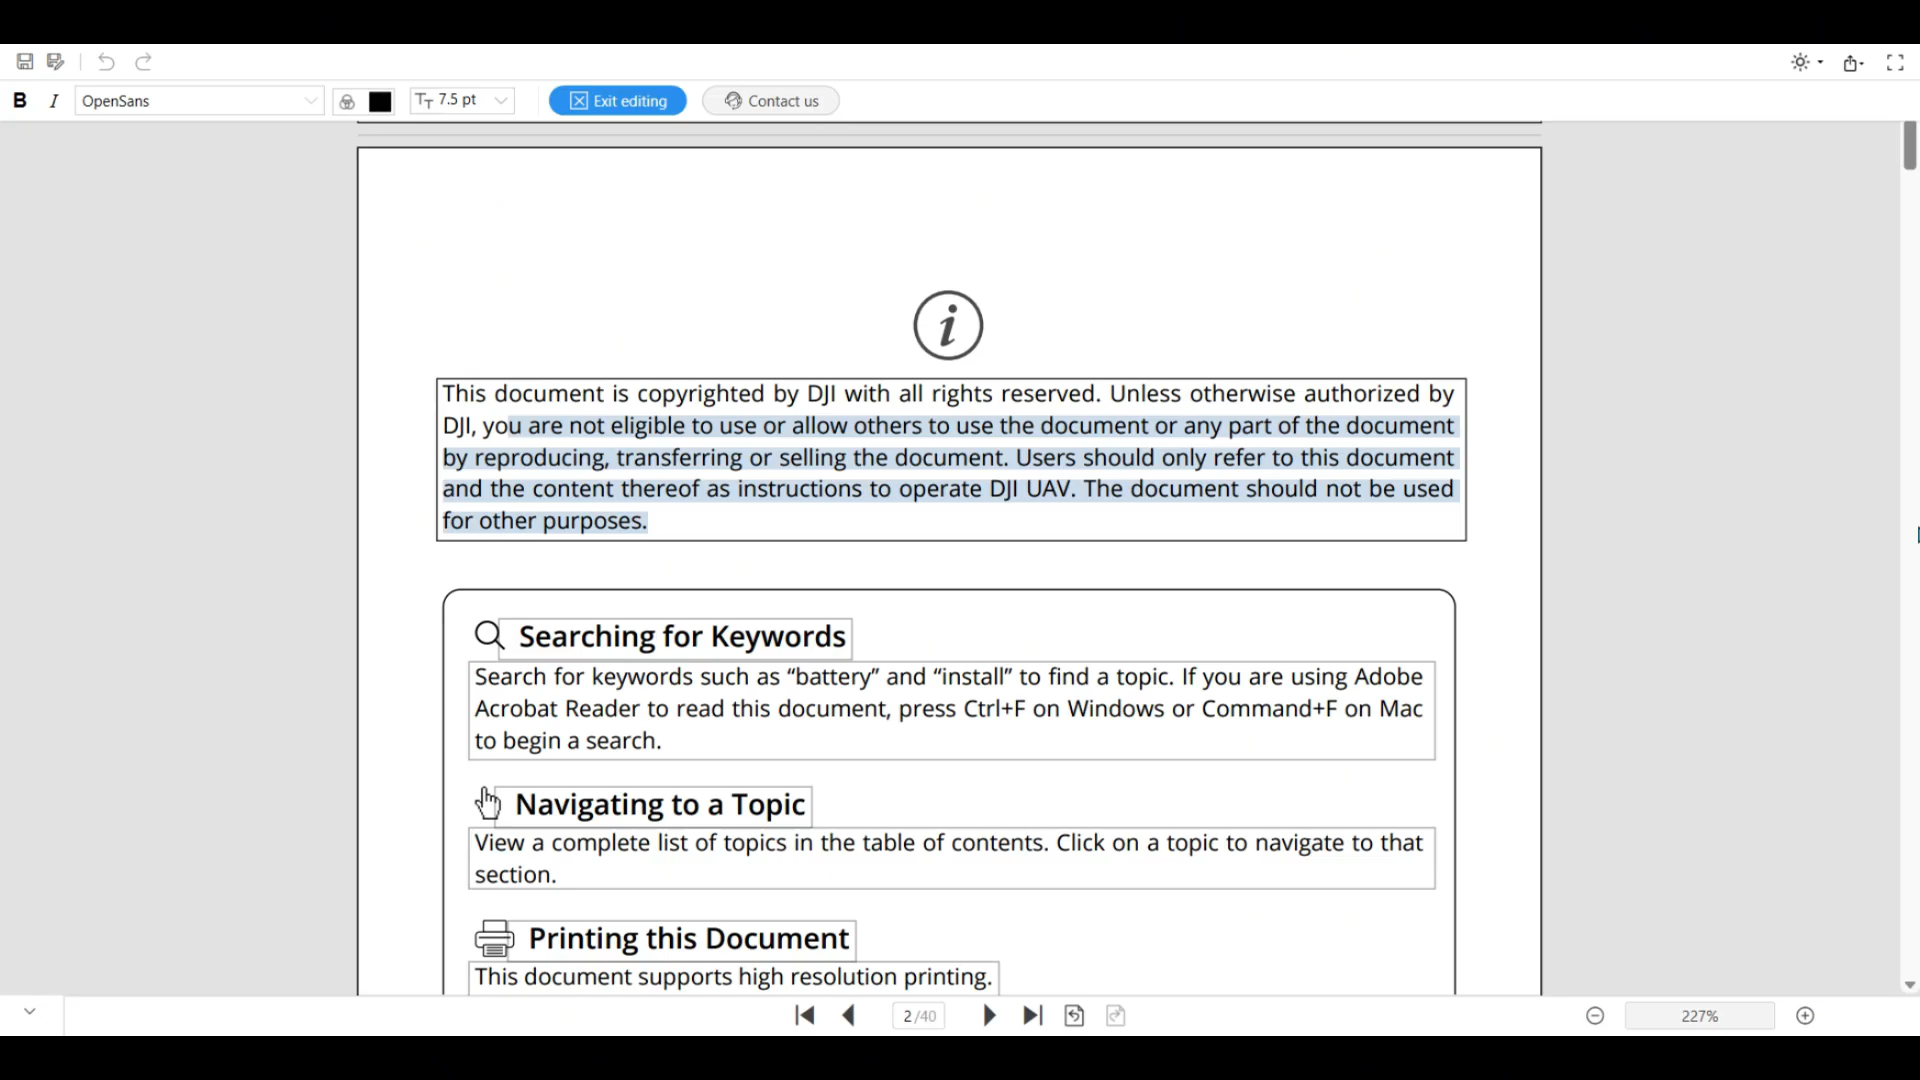 B I OpenSans TT 7.5 pt Exit editing Contact us
i
This document is copyrighted by DJI with all rights reserved. Unless otherwise authorized by
DJI, you are not eligible to use or allow others to use the document or any part of the document
by reproducing, transferring or selling the document. Users should only refer to this document
and the content thereof as instructions to operate DJI UAV. The document should not be used
for other purposes.
Searching for Keywords
Search for keywords such as “battery” and “install” to find a topic. If you are using Adobe
Acrobat Reader to read this document, press Ctrl+F on Windows or Command+F on Mac
to begin a search.
Navigating to a Topic
View a complete list of topics in the table of contents. Click on a topic to navigate to that
section.
Printing this Document
This document supports high resolution printing.
2 /40 227%